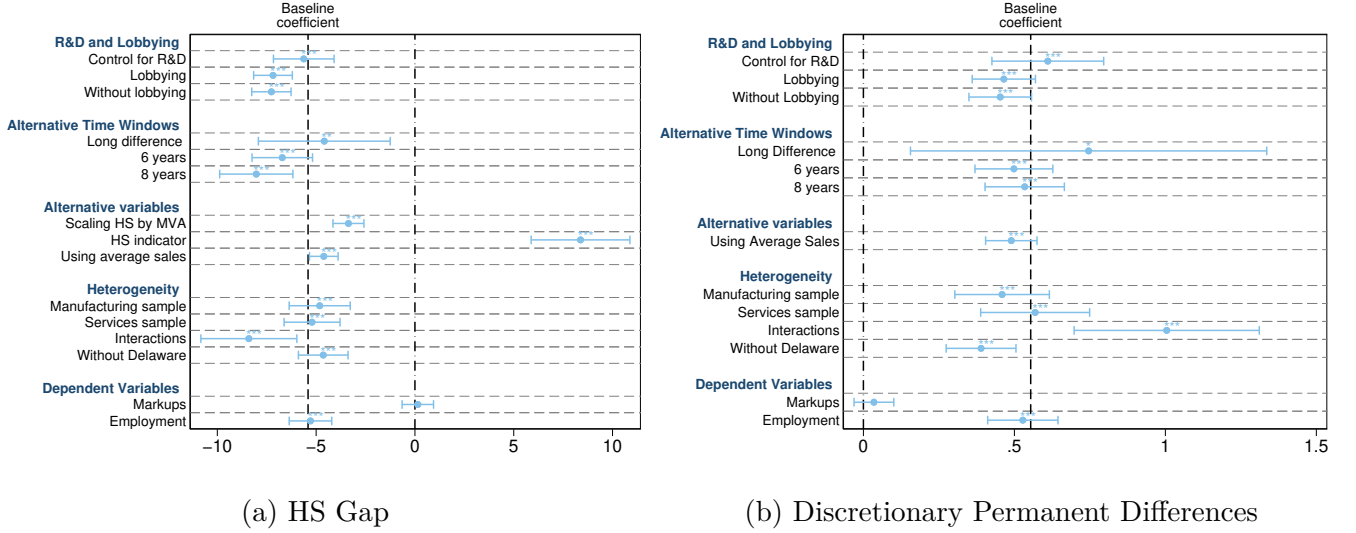 Baseline
coefficient
R&D and Lobbying
Control for R&D
***
Lobbying
***
Without lobbying
***
Alternative Time Windows
Long difference
**
6 years
***
8 years
***
Alternative variables
Scaling HS by MVA
***
HS indicator
***
Using average sales
***
Heterogeneity
Manufacturing sample
***
Services sample
***
Interactions
***
Without Delaware
***
Dependent Variables
Markups
Employment
***
−10 −5 0 5 10
(a) HS Gap
Baseline
coefficient
R&D and Lobbying
Control for R&D
***
Lobbying
***
Without Lobbying
***
Alternative Time Windows
Long Difference
*
6 years
***
8 years
***
Alternative variables
Using Average Sales
***
Heterogeneity
Manufacturing sample
***
Services sample
***
Interactions
***
Without Delaware
***
Dependent Variables
Markups
Employment
***
0 .5 1 1.5
(b) Discretionary Permanent Differences